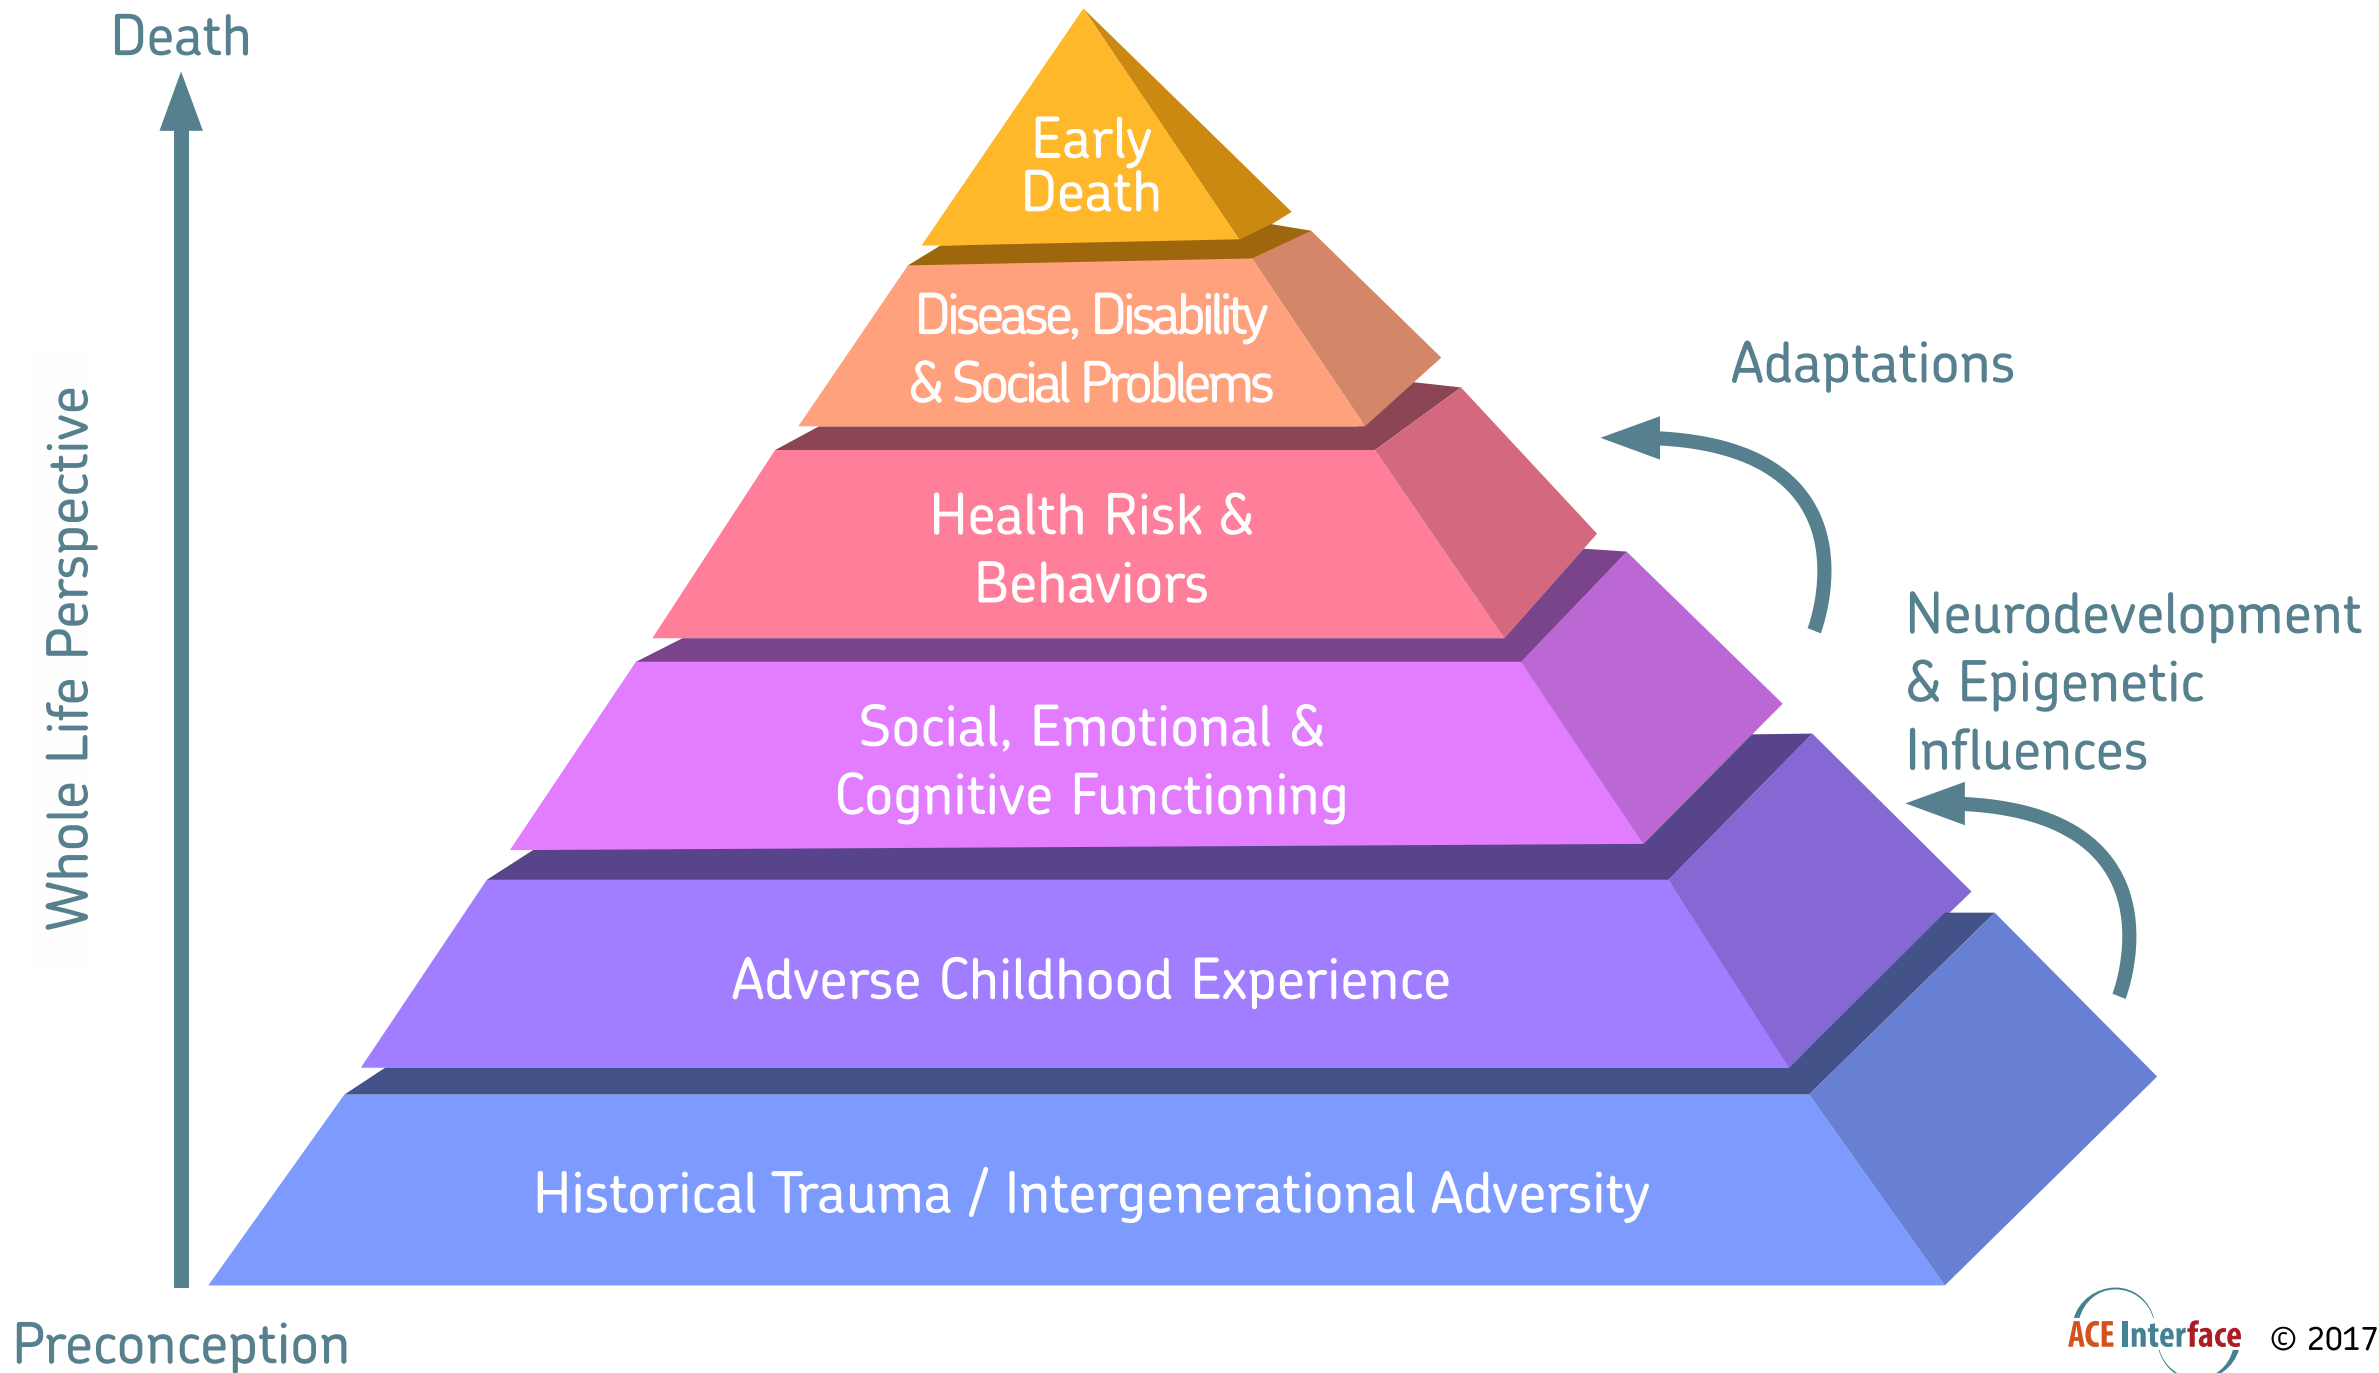 Death
Whole Life Perspective
Preconception
Early
Death
Disease, Disability
& Social Problems
Health Risk &
Behaviors
Social, Emotional &
Cognitive Functioning
Adverse Childhood Experience
Historical Trauma / Intergenerational Adversity
Adaptations
Neurodevelopment
& Epigenetic
Influences
ACE Interface © 2017